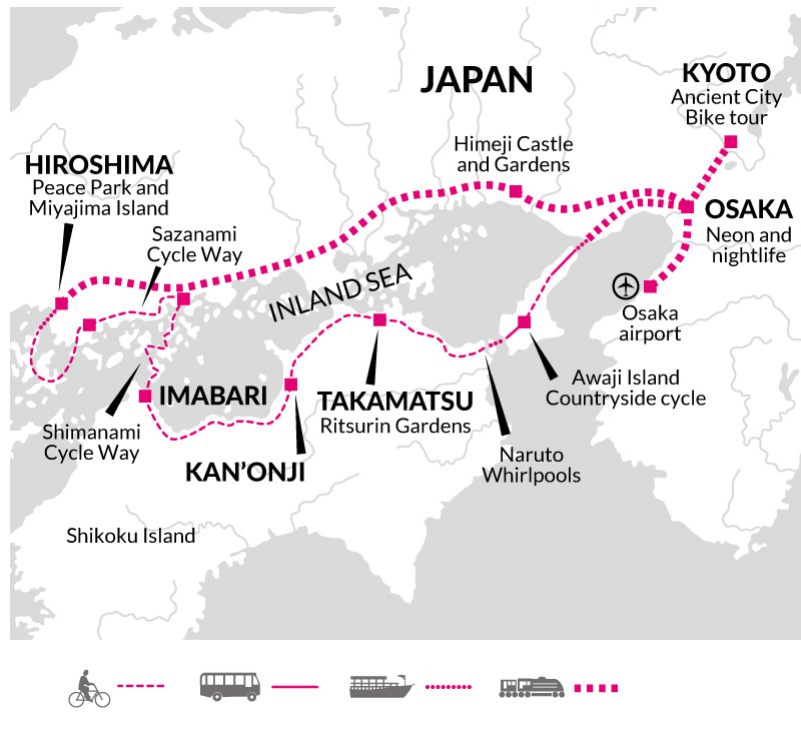 JAPAN
KYOTO
Ancient City
Bike tour
Himeji Castle
and Gardens
HIROSHIMA
Peace Park and
Miyajima Island
Sazanami
Cycle Way
OSAKA
Neon and
nightlife
INLAND SEA
Osaka
airport
IMABARI
TAKAMATSU
Ritsurin Gardens
Awaji Island
Countryside cycle
Shimanami
Cycle Way
KAN'ONJI
Naruto
Whirlpools
Shikoku Island